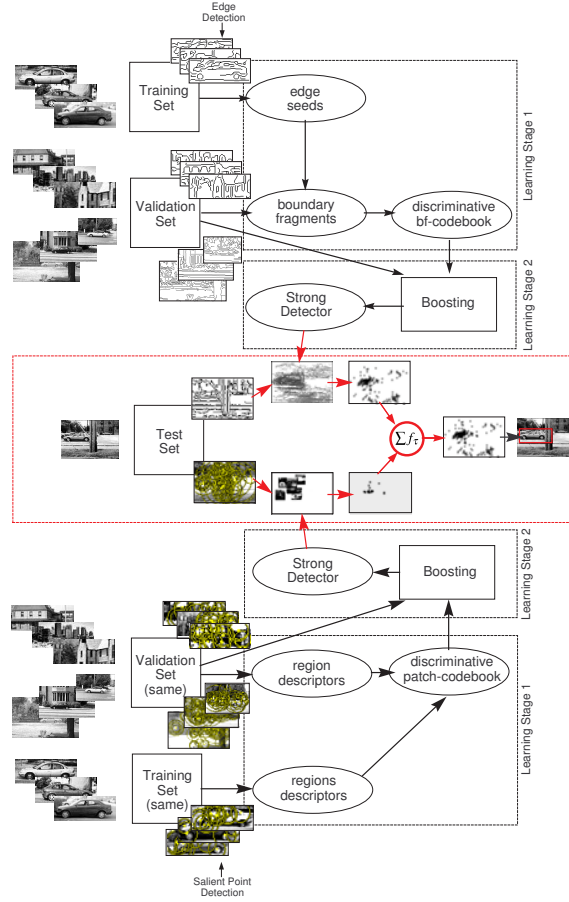 Edge
Detection
Training
Set
edge
seeds
Learning Stage 1
Validation
Set
boundary
fragments
discriminative
bf-codebook
Strong
Detector
Boosting
Learning Stage 2
Test
Set
∑ fτ
Strong
Detector
Boosting
Learning Stage 2
Validation
Set
(same)
region
descriptors
discriminative
patch-codebook
Learning Stage 1
Training
Set
(same)
regions
descriptors
Salient Point
Detection